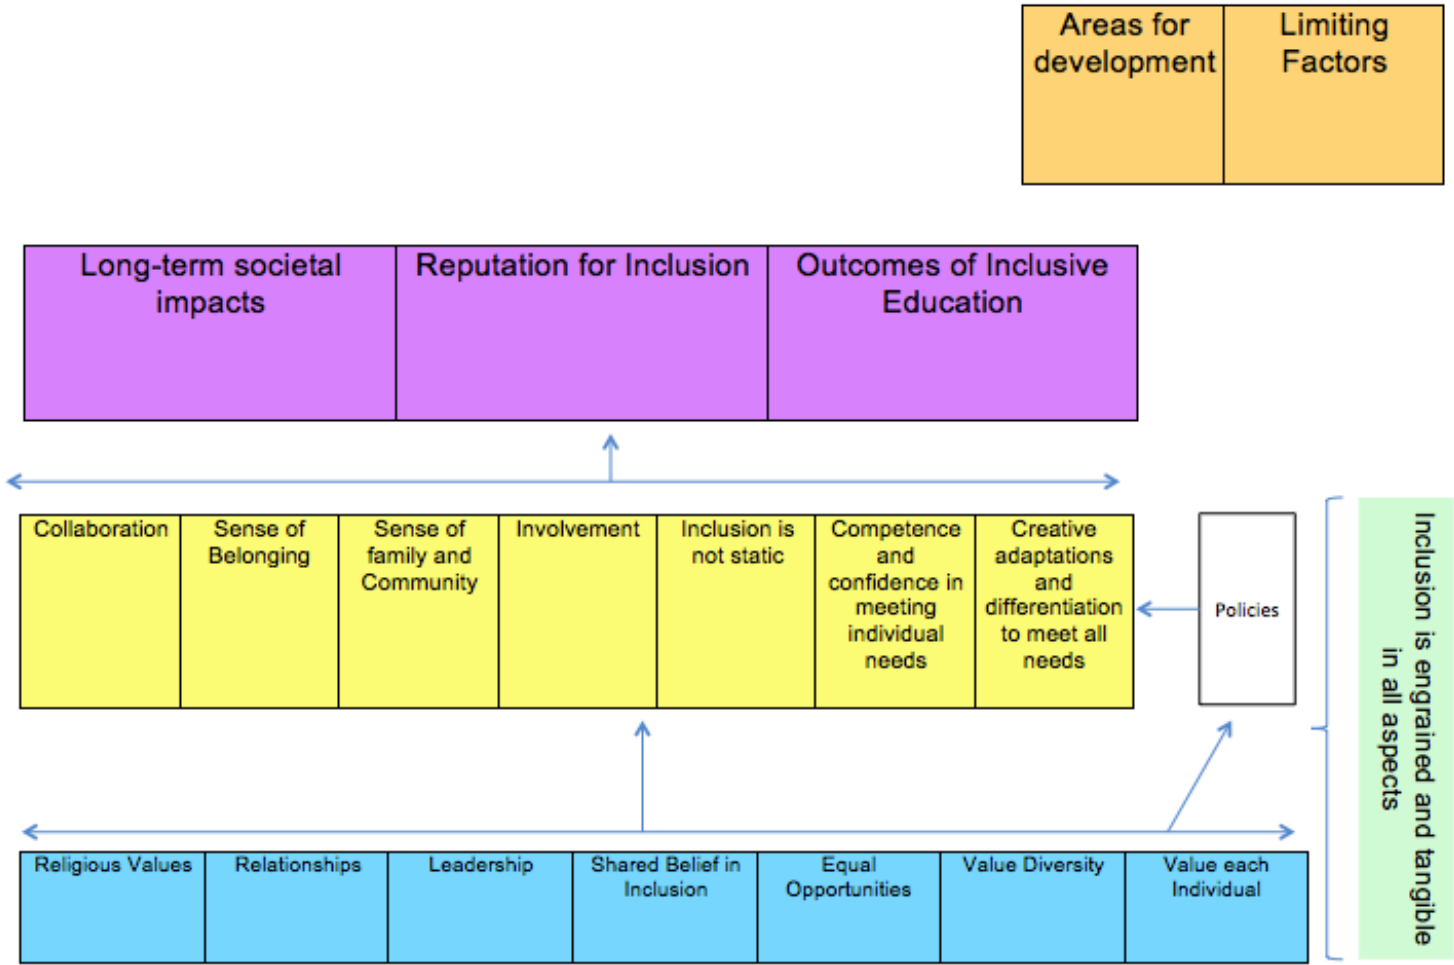 Areas for
development
Limiting
Factors
Long-term societal
impacts
Reputation for Inclusion
Outcomes of Inclusive
Education
Collaboration
Sense of
Belonging
Sense of
family and
Community
Involvement
Inclusion is
not static
Competence
and
confidence in
meeting
individual
needs
Creative
adaptations
and
differentiation
to meet all
needs
Policies
Inclusion is engrained and tangible
in all aspects
Religious Values
Relationships
Leadership
Shared Belief in
Inclusion
Equal
Opportunities
Value Diversity
Value each
Individual